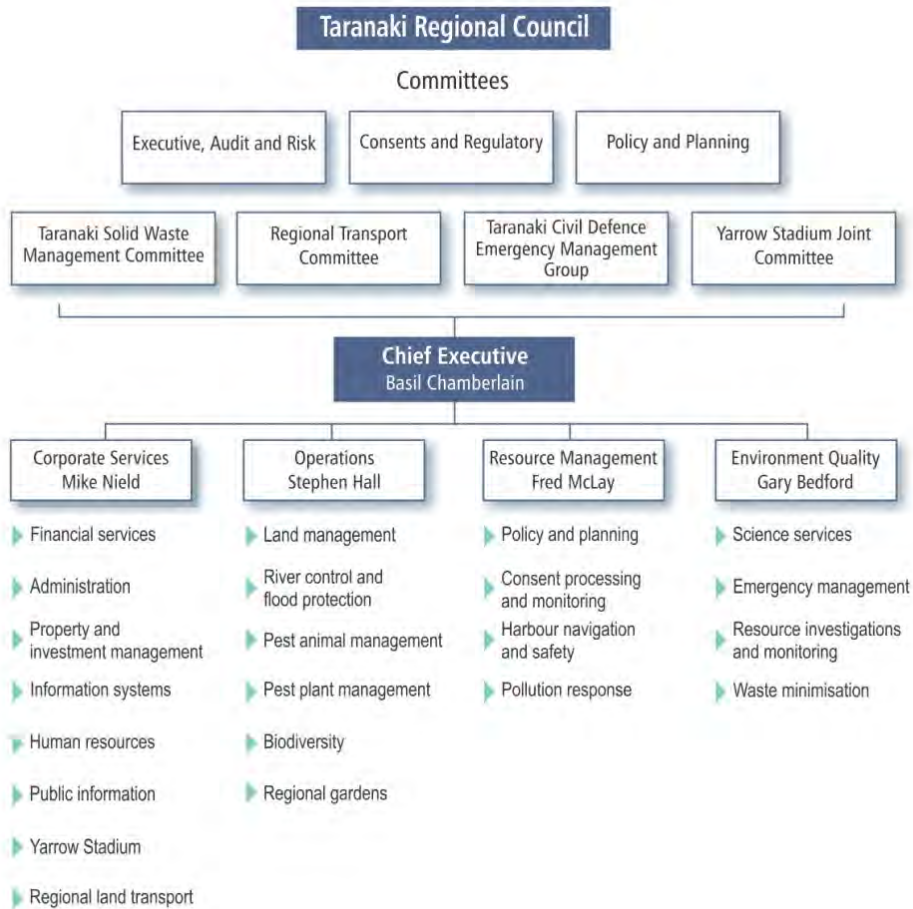 Taranaki Regional Council
Committees
Executive, Audit and Risk
Consents and Regulatory
Policy and Planning
Taranaki Solid Waste
Management Committee
Regional Transport
Committee
Taranaki Civil Defence
Emergency Management
Group
Yarrow Stadium Joint
Committee
Chief Executive
Basil Chamberlain
Corporate Services
Mike Nield
Financial services
Administration
Property and
investment management
Information systems
Human resources
Public information
Yarrow Stadium
Regional land transport
Operations
Stephen Hall
Land management
River control and
flood protection
Pest animal management
Pest plant management
Biodiversity
Regional gardens
Resource Management
Fred McLay
Policy and planning
Consent processing
and monitoring
Harbour navigation
and safety
Pollution response
Environment Quality
Gary Bedford
Science services
Emergency management
Resource investigations
and monitoring
Waste minimisation